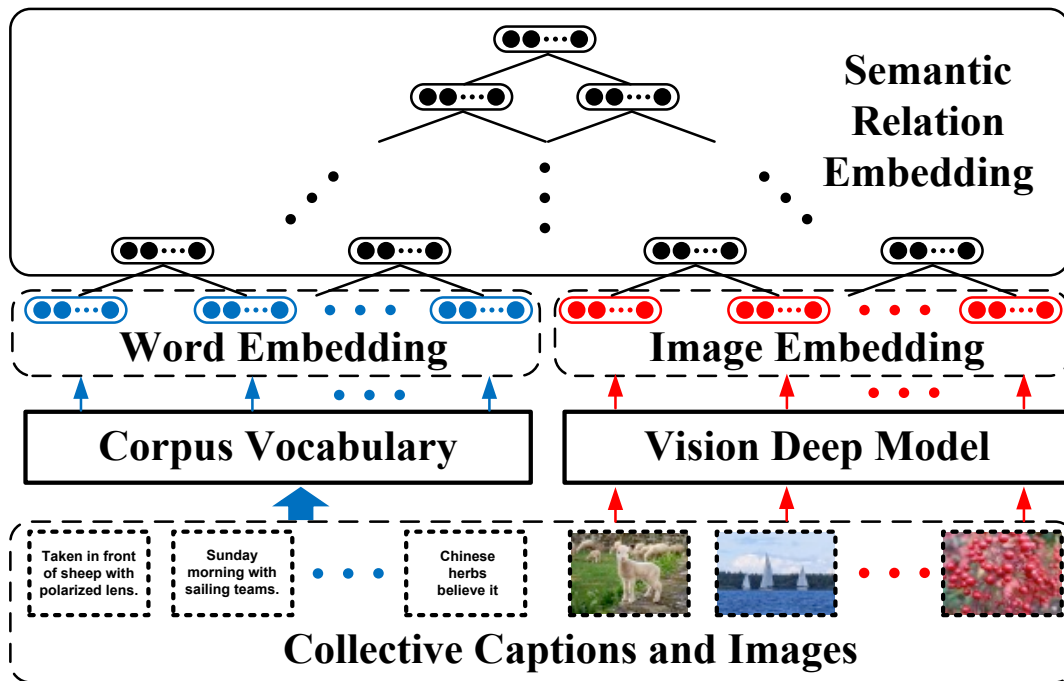 Semantic
Relation
Embedding
Word Embedding
Image Embedding
Corpus Vocabulary
Vision Deep Model
Taken in front
of sheep with
polarized lens.
Sunday
morning with
sailing teams.
Chinese
herbs
believe it
Collective Captions and Images